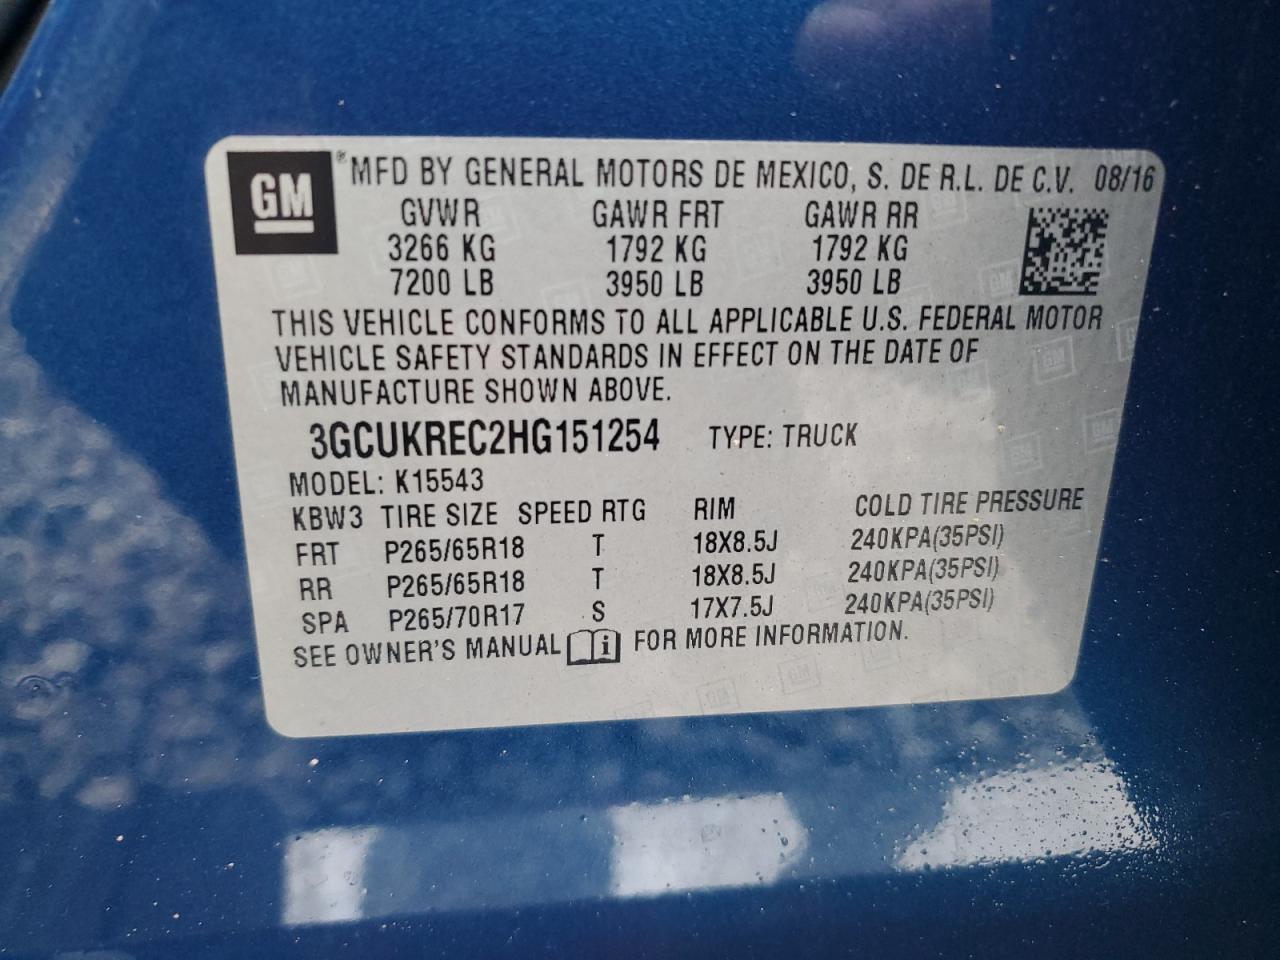 GM ® MFD BY GENERAL MOTORS DE MEXICO, S. DE R.L. DE C.V. 08/16
GVWR GAWR FRT GAWR RR
3266 KG 1792 KG 1792 KG
7200 LB 3950 LB 3950 LB
THIS VEHICLE CONFORMS TO ALL APPLICABLE U.S. FEDERAL MOTOR
VEHICLE SAFETY STANDARDS IN EFFECT ON THE DATE OF
MANUFACTURE SHOWN ABOVE.
3GCUKREC2HG151254 TYPE: TRUCK
MODEL: K15543
KBW3 TIRE SIZE SPEED RTG RIM COLD TIRE PRESSURE
FRT P265/65R18 T 18X8.5J 240KPA(35PSI)
RR P265/65R18 T 18X8.5J 240KPA(35PSI)
SPA P265/70R17 S 17X7.5J 240KPA(35PSI)
SEE OWNER'S MANUAL i FOR MORE INFORMATION.